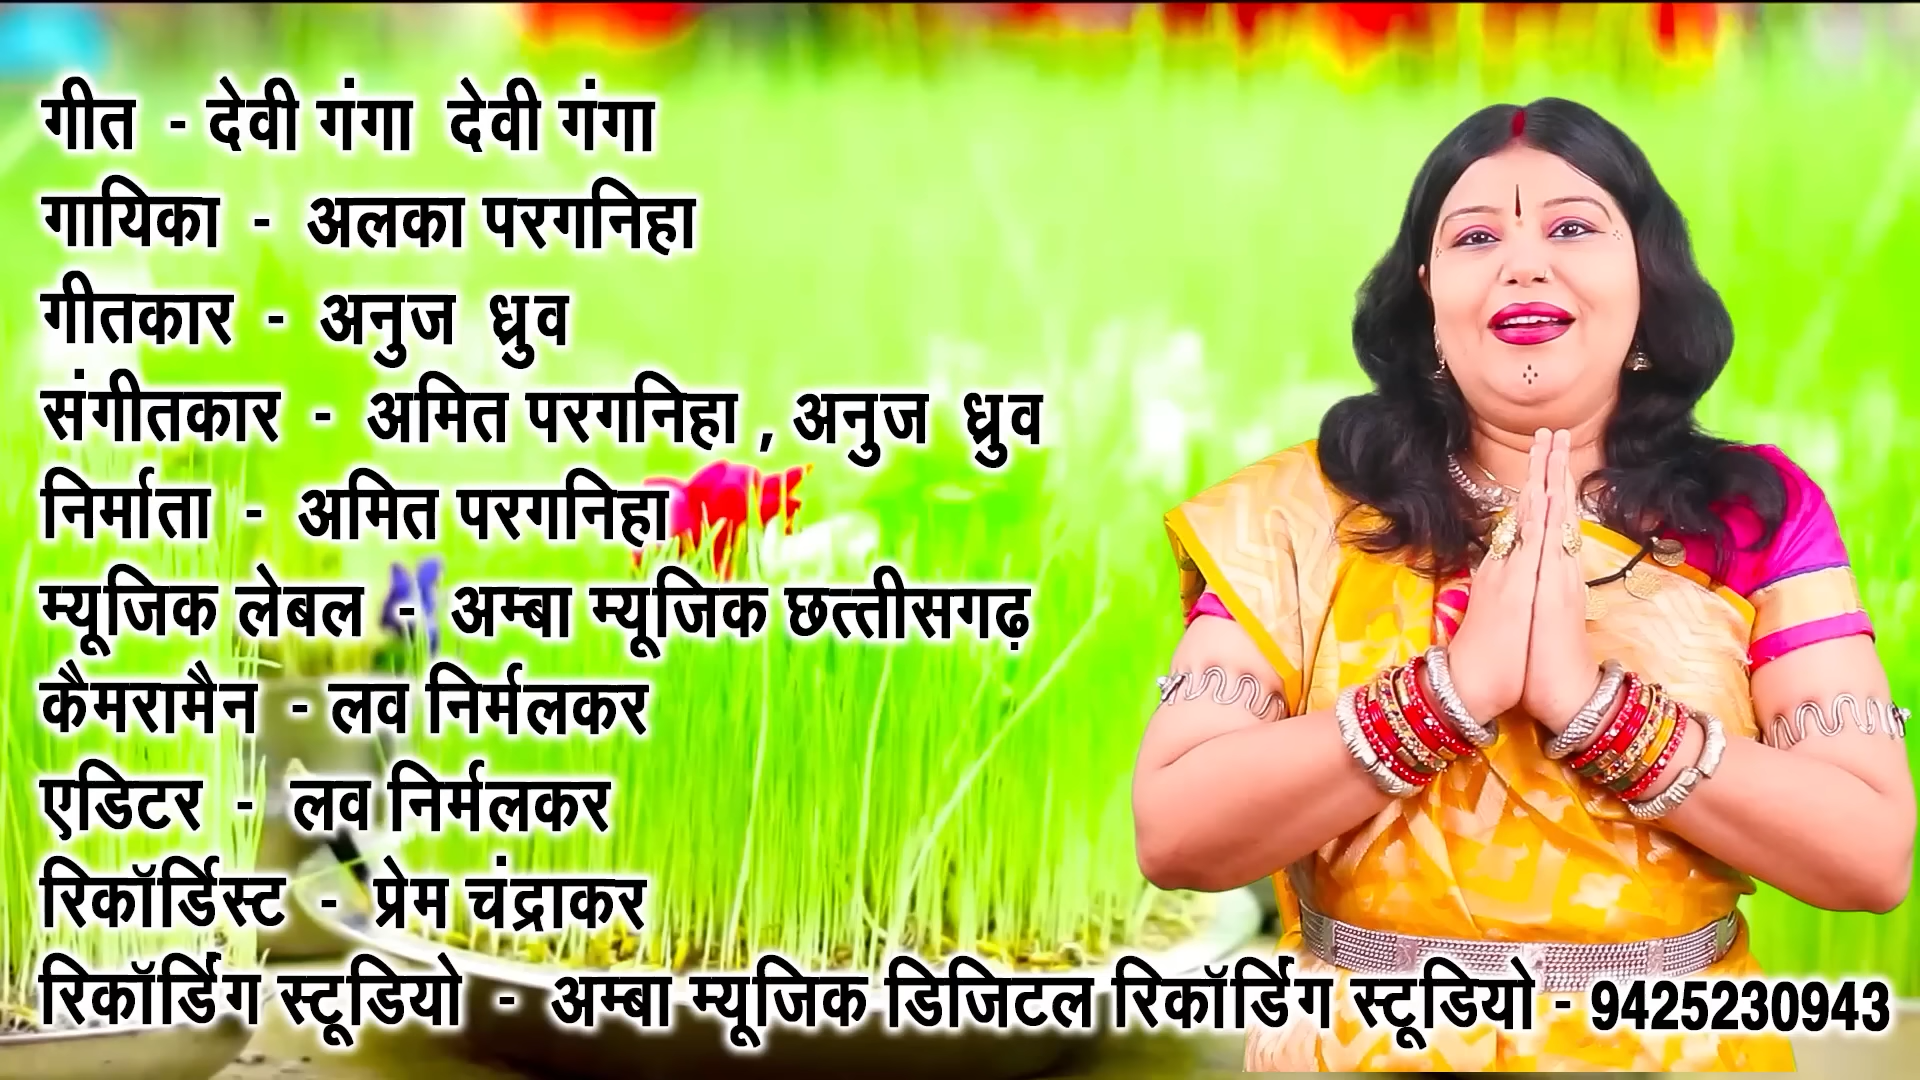 गीत - देवी गंगा देवी गंगा
गायिका - अलका परगनिहा
गीतकार - अनुज ध्रुव
संगीतकार - अमित परगनिहा , अनुज ध्रुव
निर्माता - अमित परगनिहा
म्यूजिक लेबल - अम्बा म्यूजिक छत्तीसगढ़
कैमरामैन - लव निर्मलकर
एडिटर - लव निर्मलकर
रिकॉर्डिस्ट - प्रेम चंद्राकर
रिकॉर्डिंग स्टूडियो - अम्बा म्यूजिक डिजिटल रिकॉर्डिंग स्टूडियो - 9425230943